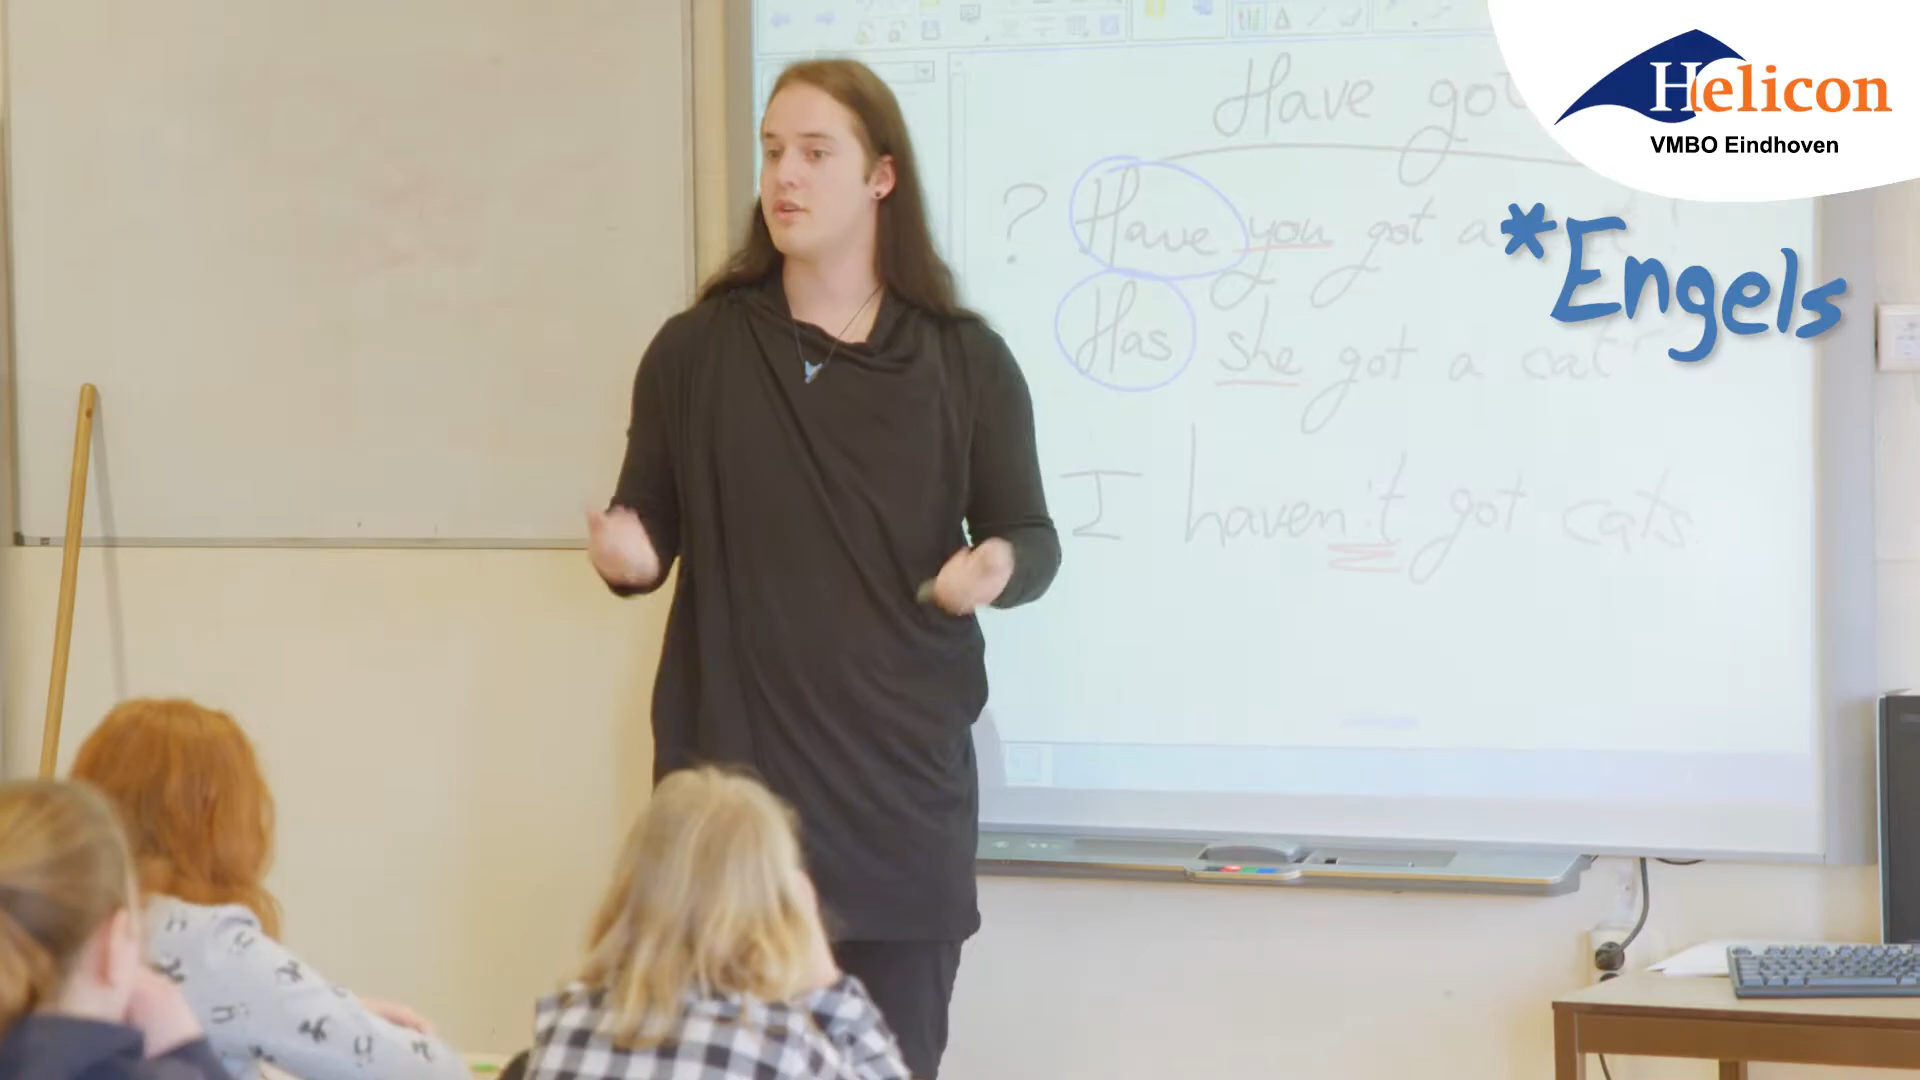 Helicon
VMBO Eindhoven
*Engels
Have got
? Have you got a
Has she got a cat?
I haven't got cats.